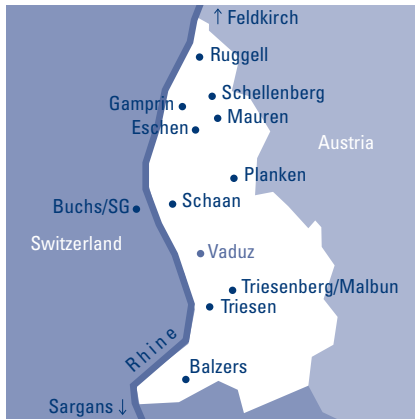 ↑ Feldkirch
Ruggell
Schellenberg
Gamprin
Mauren
Eschen
Austria
Planken
Buchs/SG
Schaan
Switzerland
Vaduz
Triesenberg/Malbun
Triesen
Rhine
Balzers
Sargans ↓